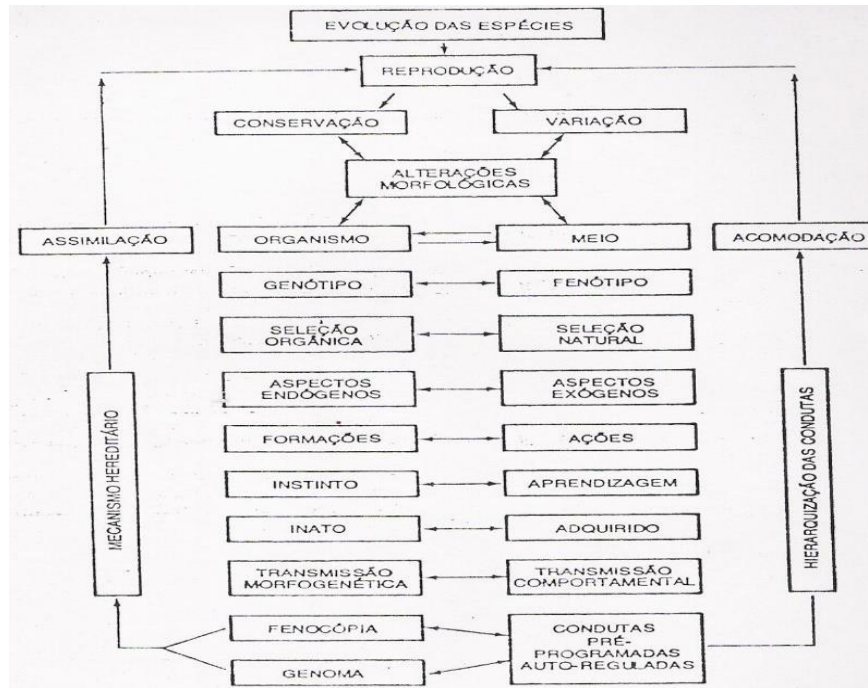 EVOLUÇÃO DAS ESPÉCIES
REPRODUÇÃO
CONSERVAÇÃO
VARIAÇÃO
ALTERAÇÕES
MORFOLÓGICAS
ASSIMILAÇÃO
ORGANISMO
MEIO
ACOMODAÇÃO
GENÓTIPO
FENÓTIPO
SELEÇÃO
ORGÂNICA
SELEÇÃO
NATURAL
MECANISMO HEREDITÁRIO
ASPECTOS
ENDÓGENOS
ASPECTOS
EXÓGENOS
HIERARQUIZAÇÃO DAS CONDUTAS
FORMAÇÕES
AÇÕES
INSTINTO
APRENDIZAGEM
INATO
ADQUIRIDO
TRANSMISSÃO
MORFOGENÉTICA
TRANSMISSÃO
COMPORTAMENTAL
FENOCÓPIA
GENOMA
CONDUTAS
PRÉ-
PROGRAMADAS
AUTO-REGULADAS